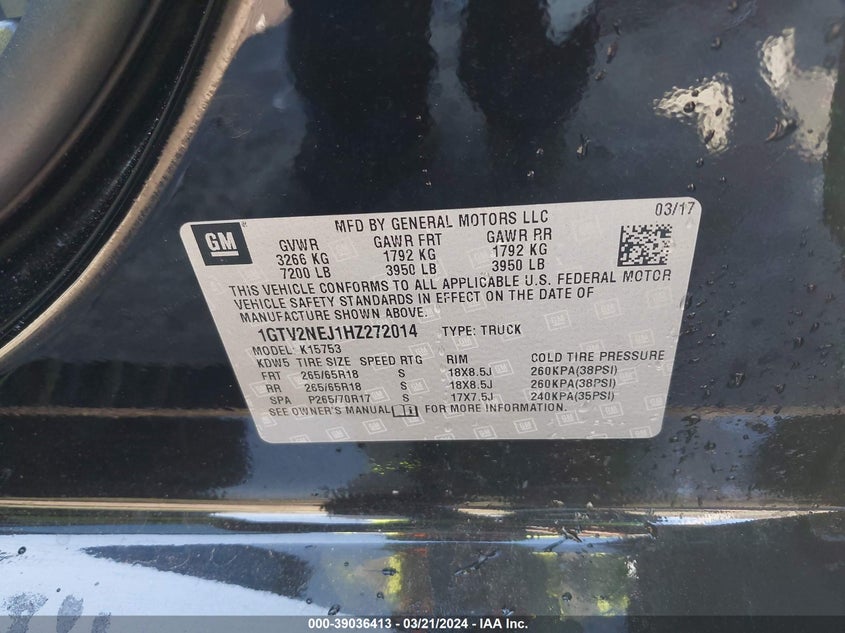 GM
MFD BY GENERAL MOTORS LLC
03/17
GVWR GAWR FRT GAWR RR
3266 KG 1792 KG 1792 KG
7200 LB 3950 LB 3950 LB
THIS VEHICLE CONFORMS TO ALL APPLICABLE U.S. FEDERAL MOTOR
VEHICLE SAFETY STANDARDS IN EFFECT ON THE DATE OF
MANUFACTURE SHOWN ABOVE.
1GTV2NEJ1HZ272014 TYPE: TRUCK
MODEL: K15753
KDW5 TIRE SIZE SPEED RTG RIM COLD TIRE PRESSURE
FRT 265/65R18 S 18X8.5J 260KPA(38PSI)
RR 265/65R18 S 18X8.5J 260KPA(38PSI)
SPA P265/70R17 S 17X7.5J 240KPA(35PSI)
SEE OWNER'S MANUAL FOR MORE INFORMATION.
000-39036413 - 03/21/2024 - IAA Inc.